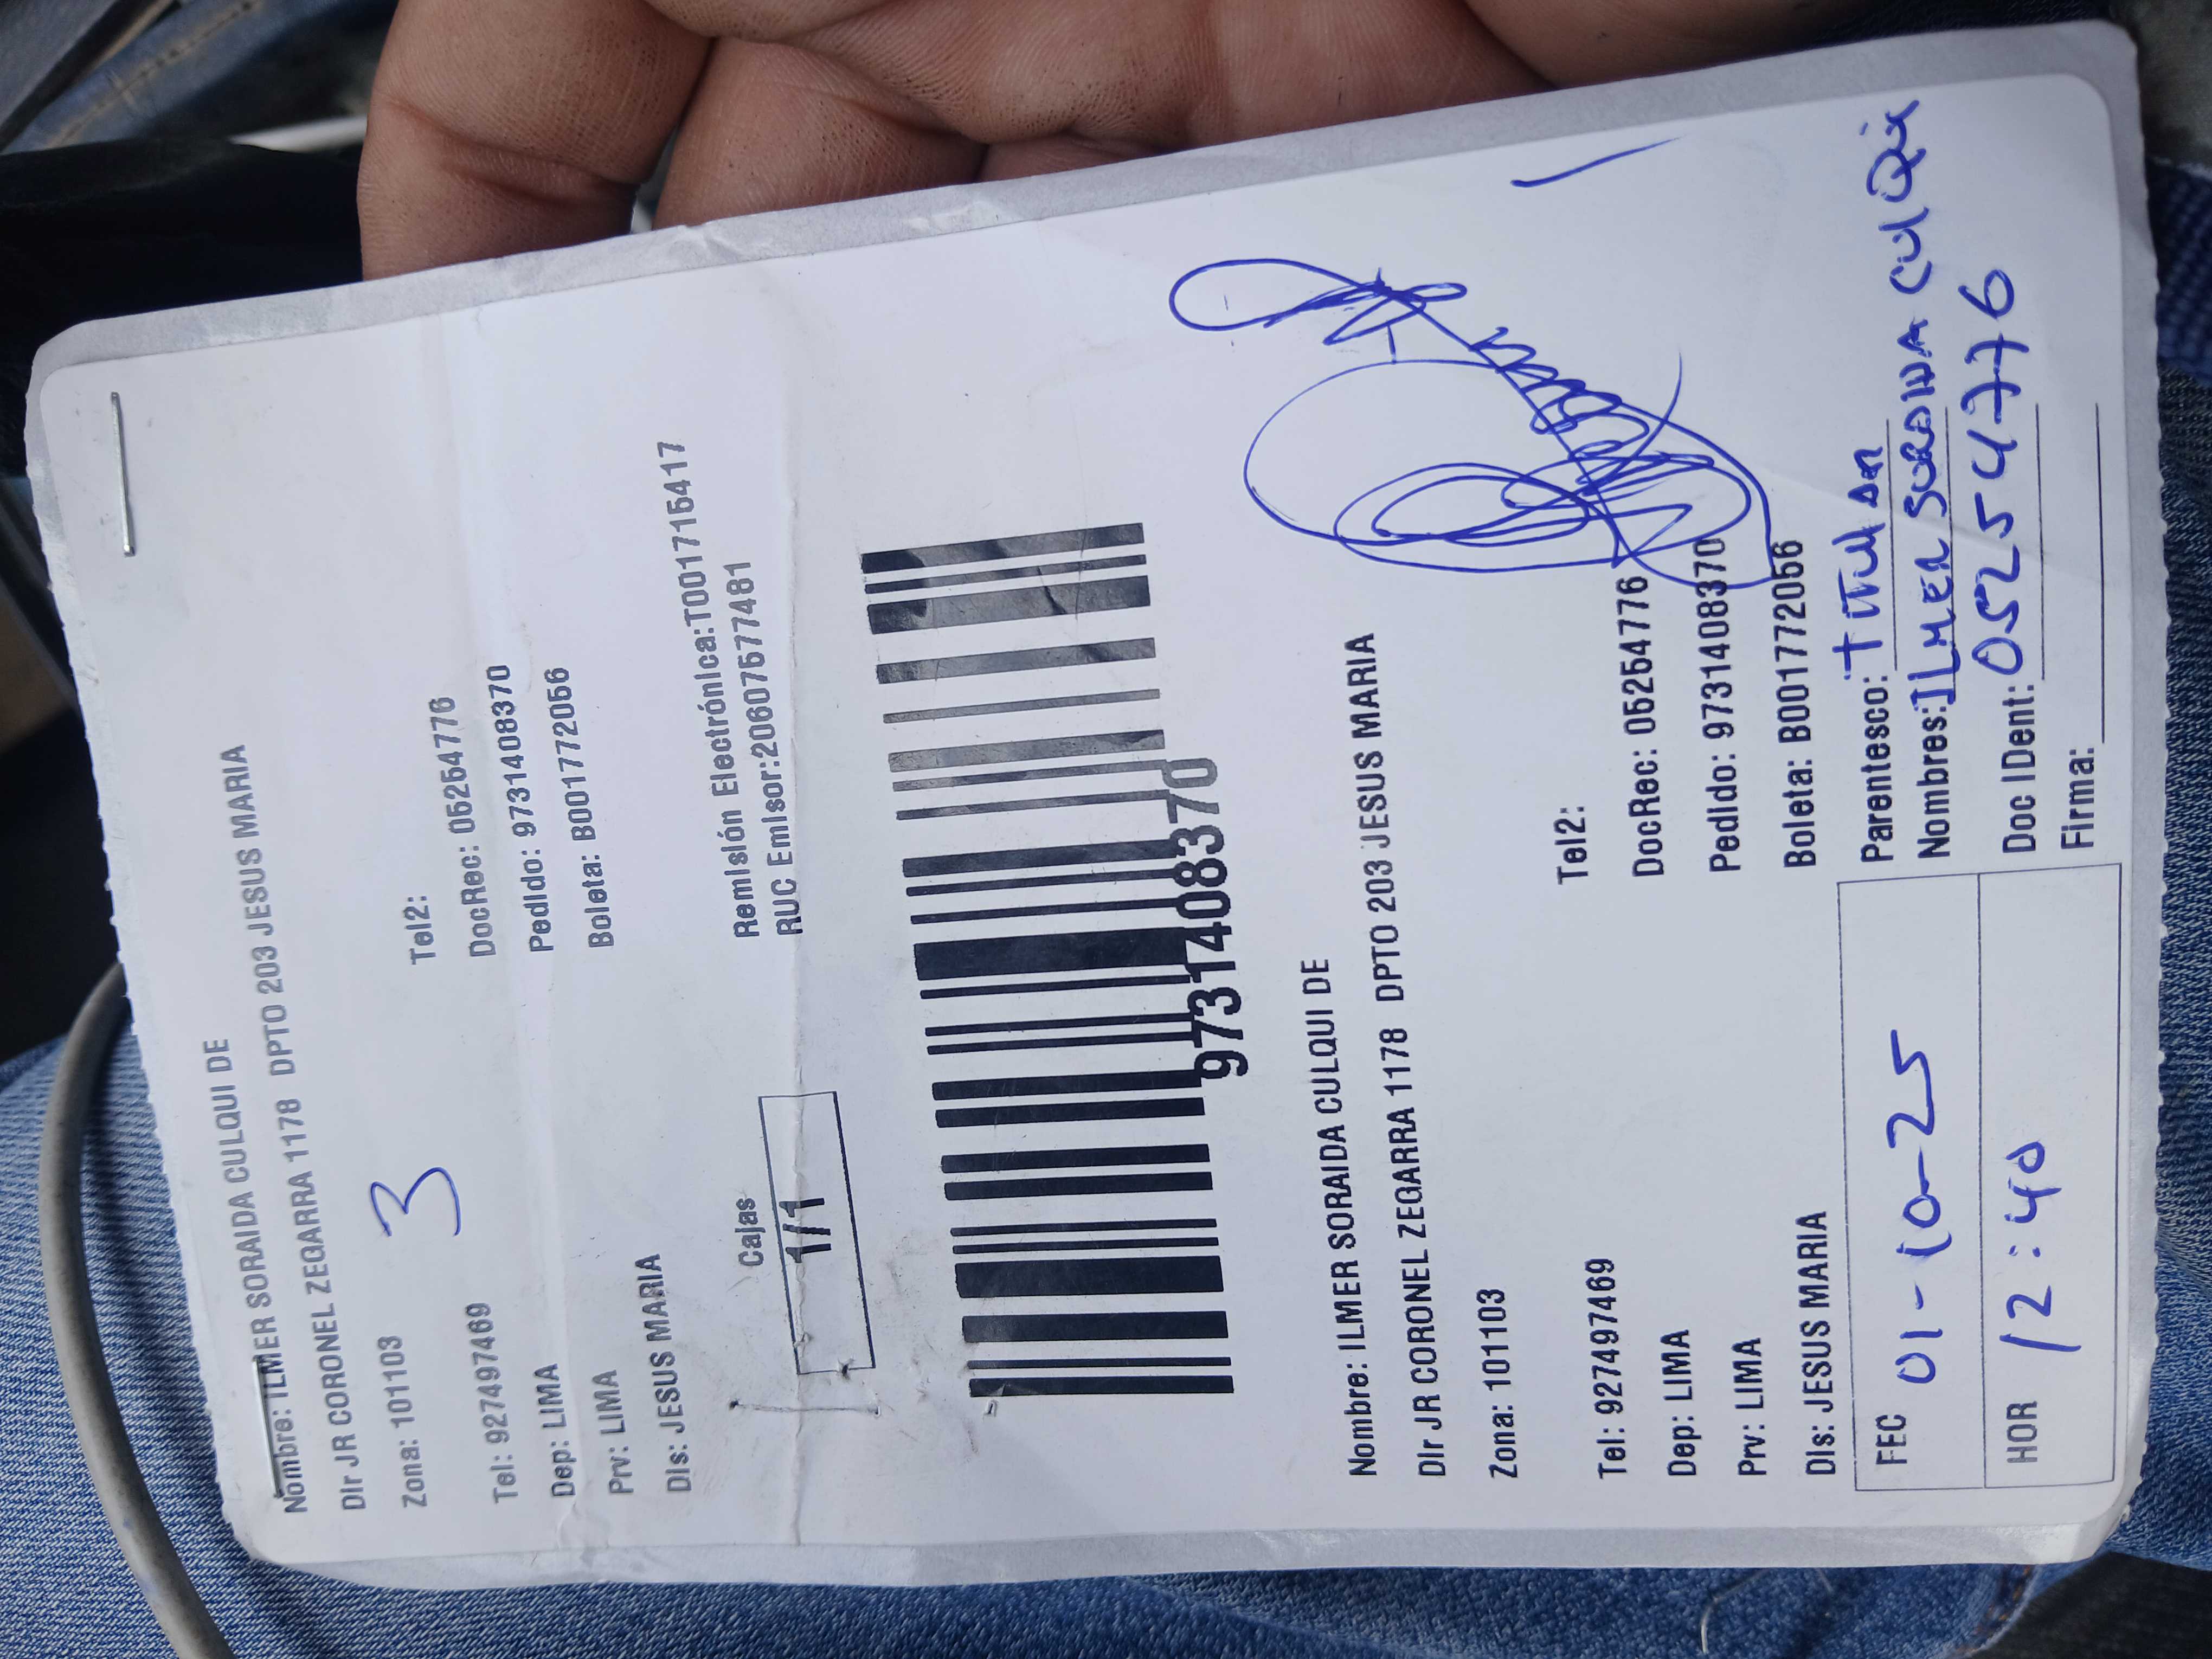 Nombre: ILMER SORAIDA CULQUI DE
Dir JR CORONEL ZEGARRA 1178 DPTO 203 JESUS MARIA
Zona: 101103
3
Tel: 927497469
Tel2:
Dep: LIMA
DocRec: 05254776
Prv: LIMA
Pedido: 9731408370
Dis: JESUS MARIA
Boleta: B001772056
Cajas
1/1
Remisión Electrónica:T001715417
RUC Emisor:20607577481
97314083 70
Nombre: ILMER SORAIDA CULQUI DE
Dir JR CORONEL ZEGARRA 1178 DPTO 203 JESUS MARIA
Zona: 101103
Tel: 927497469
Tel2:
Dep: LIMA
DocRec: 05254776
Prv: LIMA
Pedido: 97314083370
Dis: JESUS MARIA
Boleta: B001772056
FEC 01-10-25
Parentesco: TITULAR
Nombres: ILMER SORAIDA CULQUI
HOR 12:40
Doc IDent: 05254776
Firma: